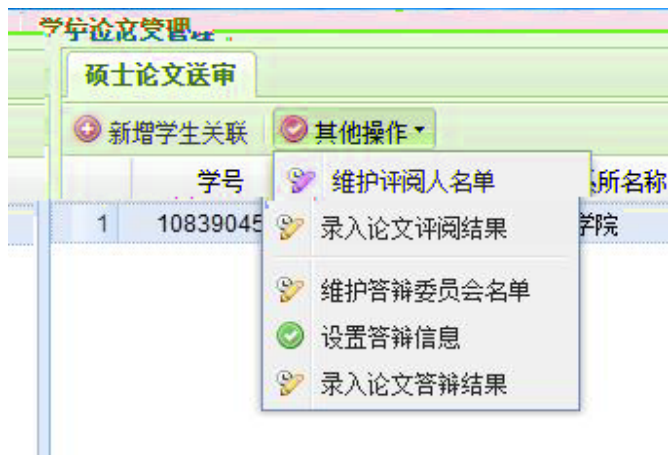 硕士论文送审
新增学生关联 其他操作
学号 所名称
维护评阅人名单
1 10839045 学院
录入论文评阅结果
维护答辩委员会名单
设置答辩信息
录入论文答辩结果